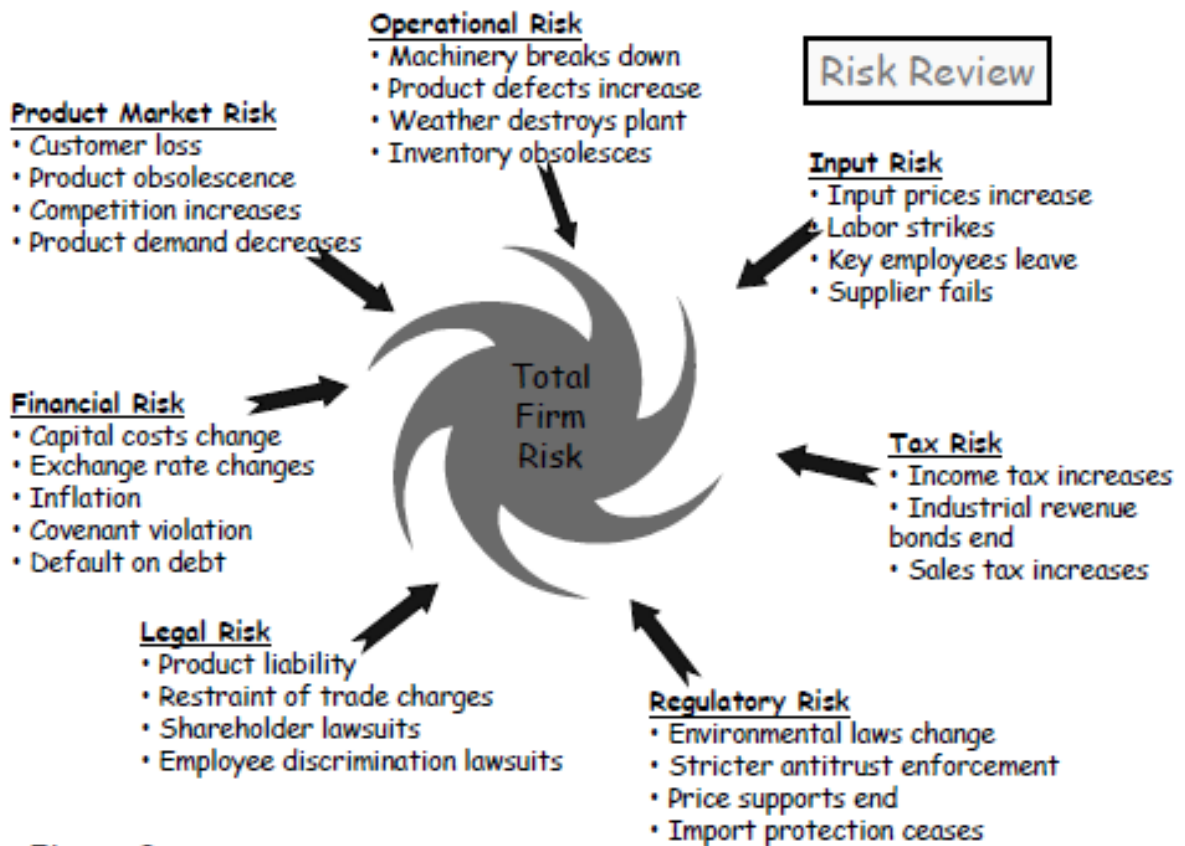 Operational Risk
• Machinery breaks down
• Product defects increase
• Weather destroys plant
• Inventory obsolesces
Risk Review
Product Market Risk
• Customer loss
• Product obsolescence
• Competition increases
• Product demand decreases
Input Risk
• Input prices increase
• Labor strikes
• Key employees leave
• Supplier fails
Total
Firm
Risk
Financial Risk
• Capital costs change
• Exchange rate changes
• Inflation
• Covenant violation
• Default on debt
Tax Risk
• Income tax increases
• Industrial revenue
bonds end
• Sales tax increases
Legal Risk
• Product liability
• Restraint of trade charges
• Shareholder lawsuits
• Employee discrimination lawsuits
Regulatory Risk
• Environmental laws change
• Stricter antitrust enforcement
• Price supports end
• Import protection ceases